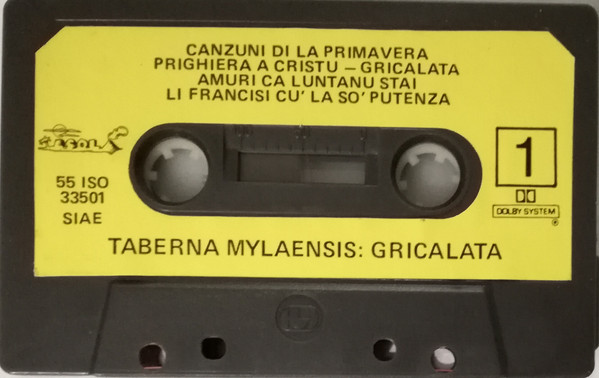 CANZUNI DI LA PRIMAVERA
PRIGHIERA A CRISTU – GRICALATA
AMURI CA LUNTANU STAI
LI FRANCISI CU' LA SO' PUTENZA
55 ISO
33501
SIAE
1
DOLBY SYSTEM
®
TABERNA MYLAENSIS: GRICALATA